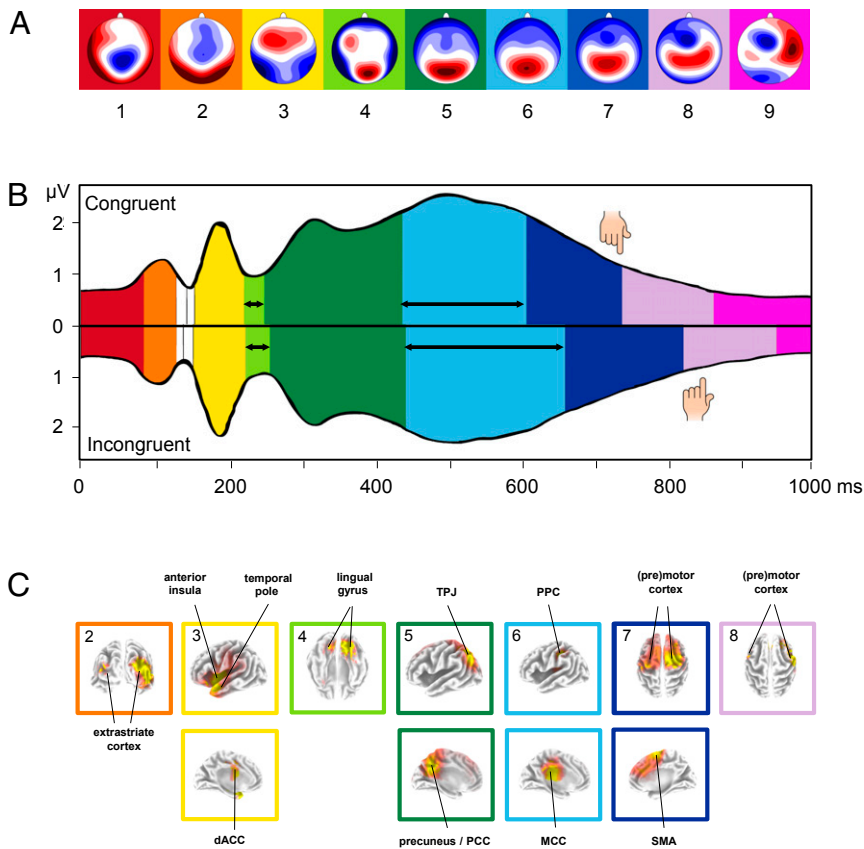 A
1 2 3 4 5 6 7 8 9
B
µV
Congruent
2
1
0
1
2
Incongruent
0 200 400 600 800 1000 ms
C
anterior
insula
temporal
pole
lingual
gyrus
TPJ
PPC
(pre)motor
cortex
(pre)motor
cortex
2 3 4 5 6 7 8
extrastriate
cortex
dACC
precuneus / PCC
MCC
SMA